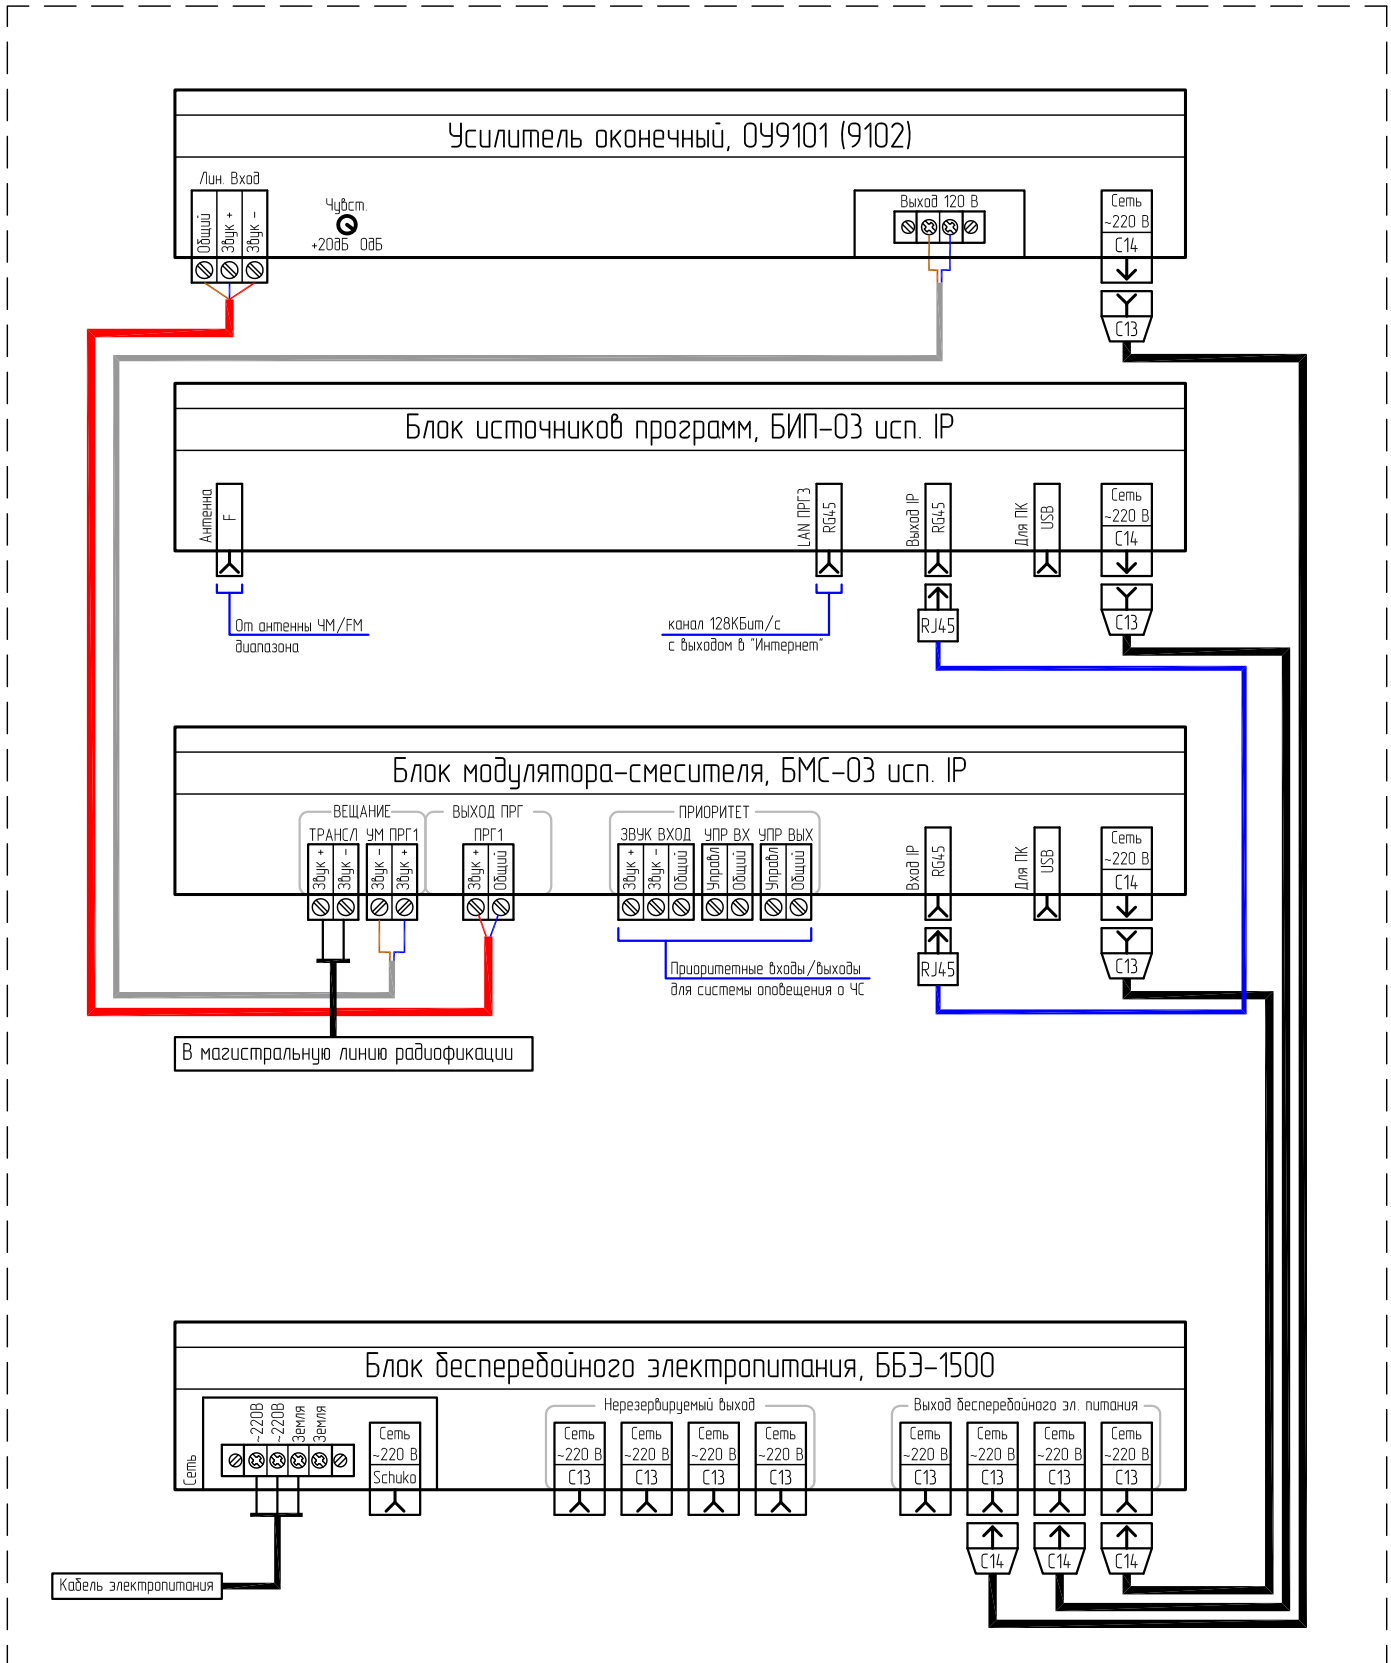 Усилитель оконечный, ОУ9101 (9102)
Лин. Вход
Общий
Звук +
Звук -
Чувст.
+20дБ 0дБ
Выход 120 В
Сеть
~220 В
С14
С13
Блок источников программ, БИП-03 исп. IP
Антенна
F
LAN ПРГ3
RG45
Выход IP
RG45
Для ПК
USB
Сеть
~220 В
С14
От антенны ЧМ/FM
диапазона
канал 128КБит/с
с выходом в "Интернет"
RJ45
С13
Блок модулятора-смесителя, БМС-03 исп. IP
ВЕЩАНИЕ
ВЫХОД ПРГ
ПРИОРИТЕТ
ТРАНСЛ
УМ ПРГ1
ПРГ1
ЗВУК ВХОД
УПР ВХ
УПР ВЫХ
Звук +
Звук -
Звук -
Звук +
Звук +
Общий
Звук +
Звук -
Общий
Управл
Общий
Управл
Общий
Вход IP
RG45
Для ПК
USB
Сеть
~220 В
С14
Приоритетные входы/выходы
для системы оповещения о ЧС
RJ45
С13
В магистральную линию радиофикации
Блок бесперебойного электропитания, ББЭ-1500
Сеть
~220В
~220В
Земля
Земля
Сеть
~220 В
Schuko
Нерезервируемый выход
Сеть
~220 В
С13
Сеть
~220 В
С13
Сеть
~220 В
С13
Сеть
~220 В
С13
Выход бесперебойного эл. питания
Сеть
~220 В
С13
Сеть
~220 В
С13
Сеть
~220 В
С13
Сеть
~220 В
С13
С14
С14
С14
Кабель электропитания